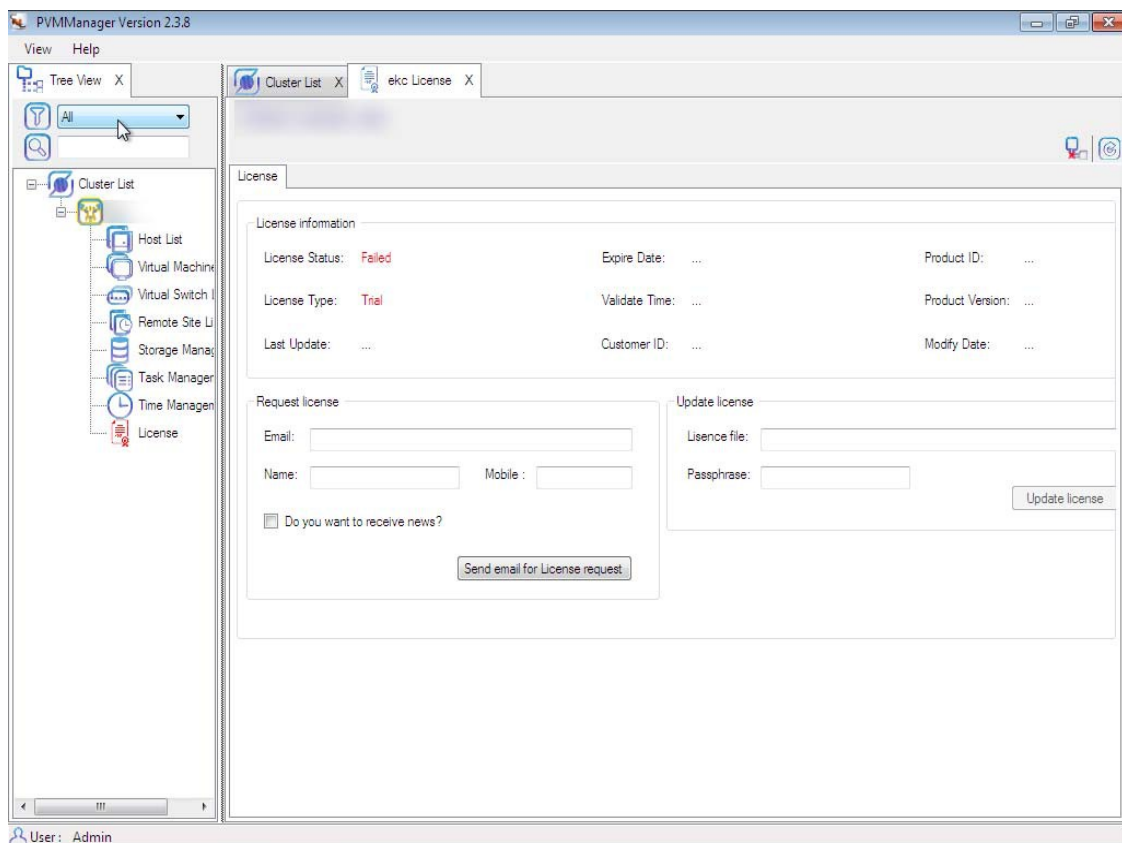 PVMManager Version 2.3.8
View Help
Tree View X
Cluster List X
ekc License X
All
Cluster List
Host List
Virtual Machine
Virtual Switch
Remote Site Li
Storage Manag
Task Manager
Time Managem
License
License
License information
License Status: Failed Expire Date: ... Product ID: ...
License Type: Trial Validate Time: ... Product Version: ...
Last Update: ... Customer ID: ... Modify Date: ...
Request license
Email:
Name: Mobile :
Do you want to receive news?
Send email for License request
Update license
Lisence file:
Passphrase:
Update license
User : Admin